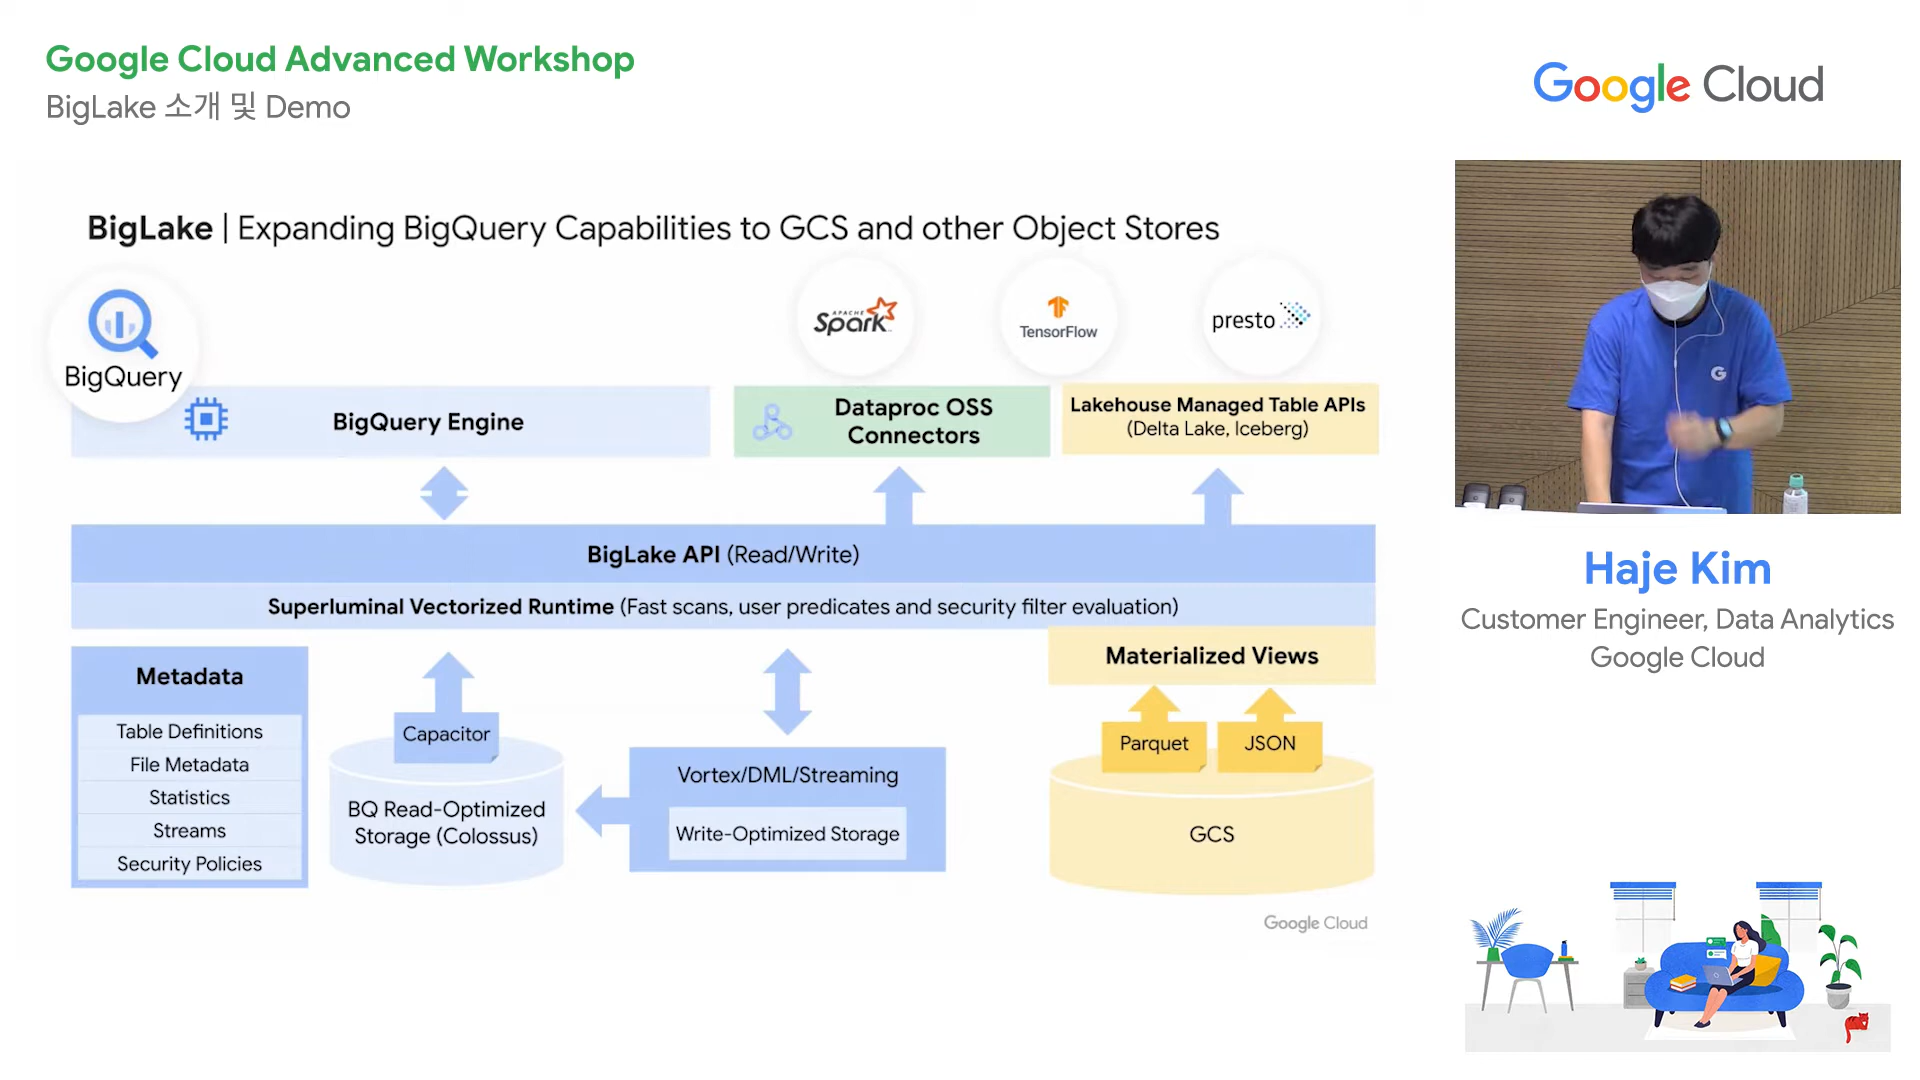 Google Cloud Advanced Workshop
BigLake 소개 및 Demo
Google Cloud
BigLake | Expanding BigQuery Capabilities to GCS and other Object Stores
BigQuery
APACHE
Spark
TensorFlow
presto
BigQuery Engine
Dataproc OSS
Connectors
Lakehouse Managed Table APIs
(Delta Lake, Iceberg)
BigLake API (Read/Write)
Superluminal Vectorized Runtime (Fast scans, user predicates and security filter evaluation)
Materialized Views
Metadata
Table Definitions
File Metadata
Statistics
Streams
Security Policies
Capacitor
BQ Read-Optimized
Storage (Colossus)
Vortex/DML/Streaming
Write-Optimized Storage
Parquet
JSON
GCS
Google Cloud
G
Haje Kim
Customer Engineer, Data Analytics
Google Cloud